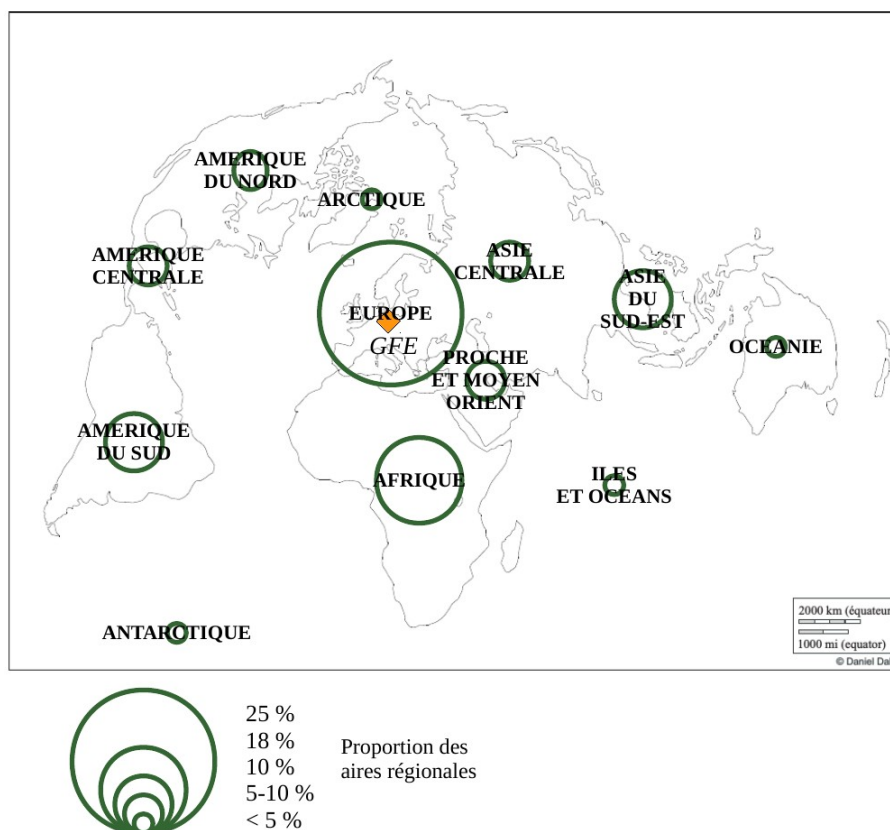 AMERIQUE
DU NORD
ARCTIQUE
AMERIQUE
CENTRALE
ASIE
CENTRALE
ASIE
DU
SUD-EST
EUROPE
GFE
OCEANIE
PROCHE
ET MOYEN
ORIENT
AMERIQUE
DU SUD
AFRIQUE
ILES
ET OCEANS
ANTARCTIQUE
2000 km (équateur
1000 mi (equator)
© Daniel Dal
25 %
18 %
10 %
5-10 %
< 5 %
Proportion des
aires régionales